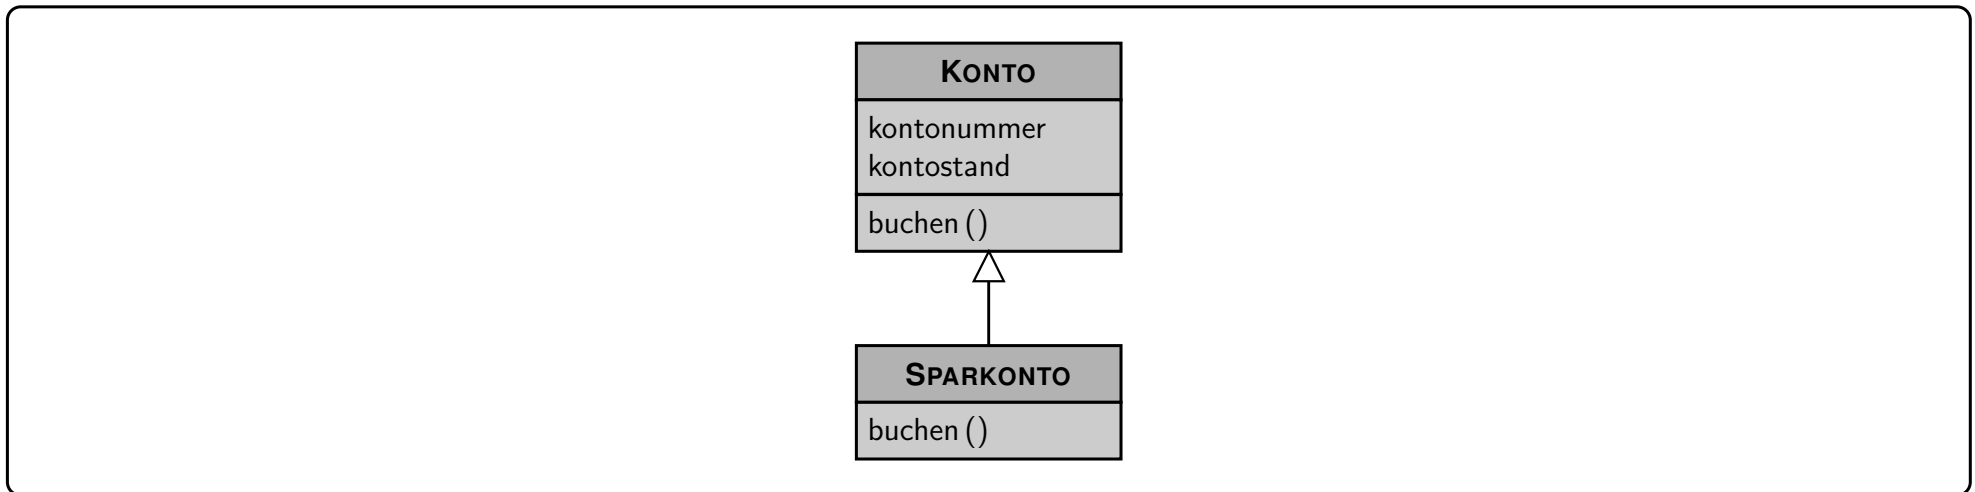 KONTO
kontonummer
kontostand
buchen ()
SPARKONTO
buchen ()